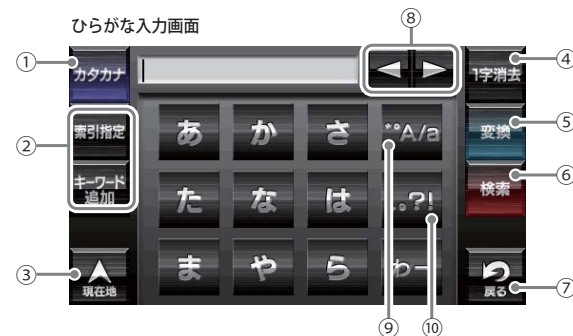 ひらがな入力画面
⑧
① カタカナ 1字消去 ④
② 索引指定 あ か さ ゛゜A/a 変換 ⑤
キーワード追加 た な は 、。?! 検索 ⑥
③ 現在地 ま や ら わー 戻る ⑦
⑨ ⑩